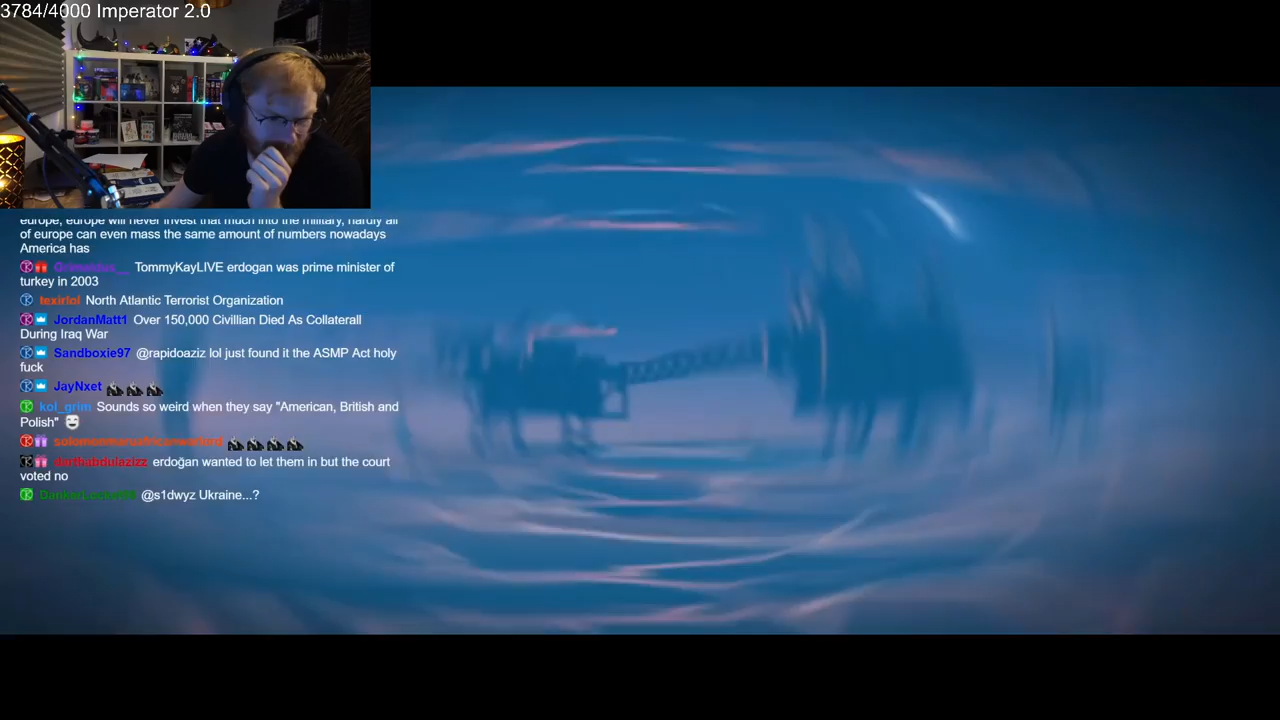 3784/4000 Imperator 2.0
europe, europe will never invest that much into the military, hardly all
of europe can even mass the same amount of numbers nowadays
America has
TommyKayLIVE erdogan was prime minister of
turkey in 2003
texirlol North Atlantic Terrorist Organization
JordanMatt1 Over 150,000 Civillian Died As Collaterall
During Iraq War
Sandboxie97 @rapidoaziz lol just found it the ASMP Act holy
fuck
JayNxet
kol_grim Sounds so weird when they say "American, British and
Polish"
erdoğan wanted to let them in but the court
voted no
@s1dwyz Ukraine...?